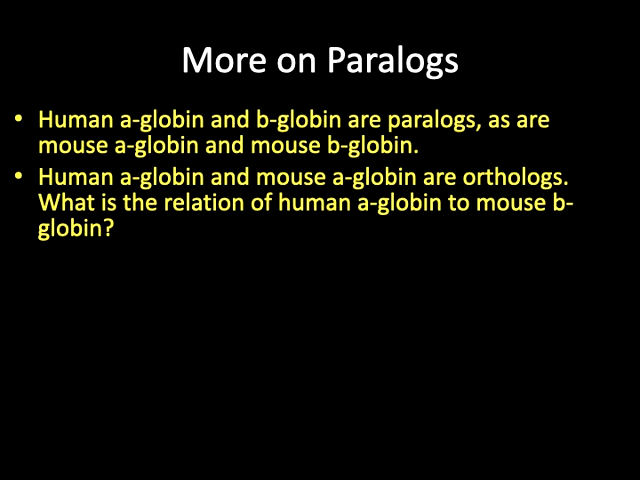 More on Paralogs
• Human a-globin and b-globin are paralogs, as are
mouse a-globin and mouse b-globin.
• Human a-globin and mouse a-globin are orthologs.
What is the relation of human a-globin to mouse b-
globin?